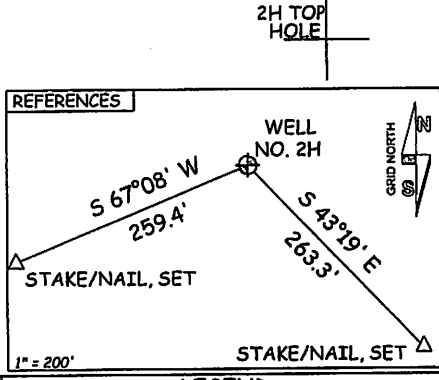 2H TOP
HOLE
REFERENCES
WELL
NO. 2H
GRID NORTH
N
S
S 67°08' W
259.4'
S 43°19' E
263.3'
STAKE/NAIL, SET
STAKE/NAIL, SET
1" = 200'